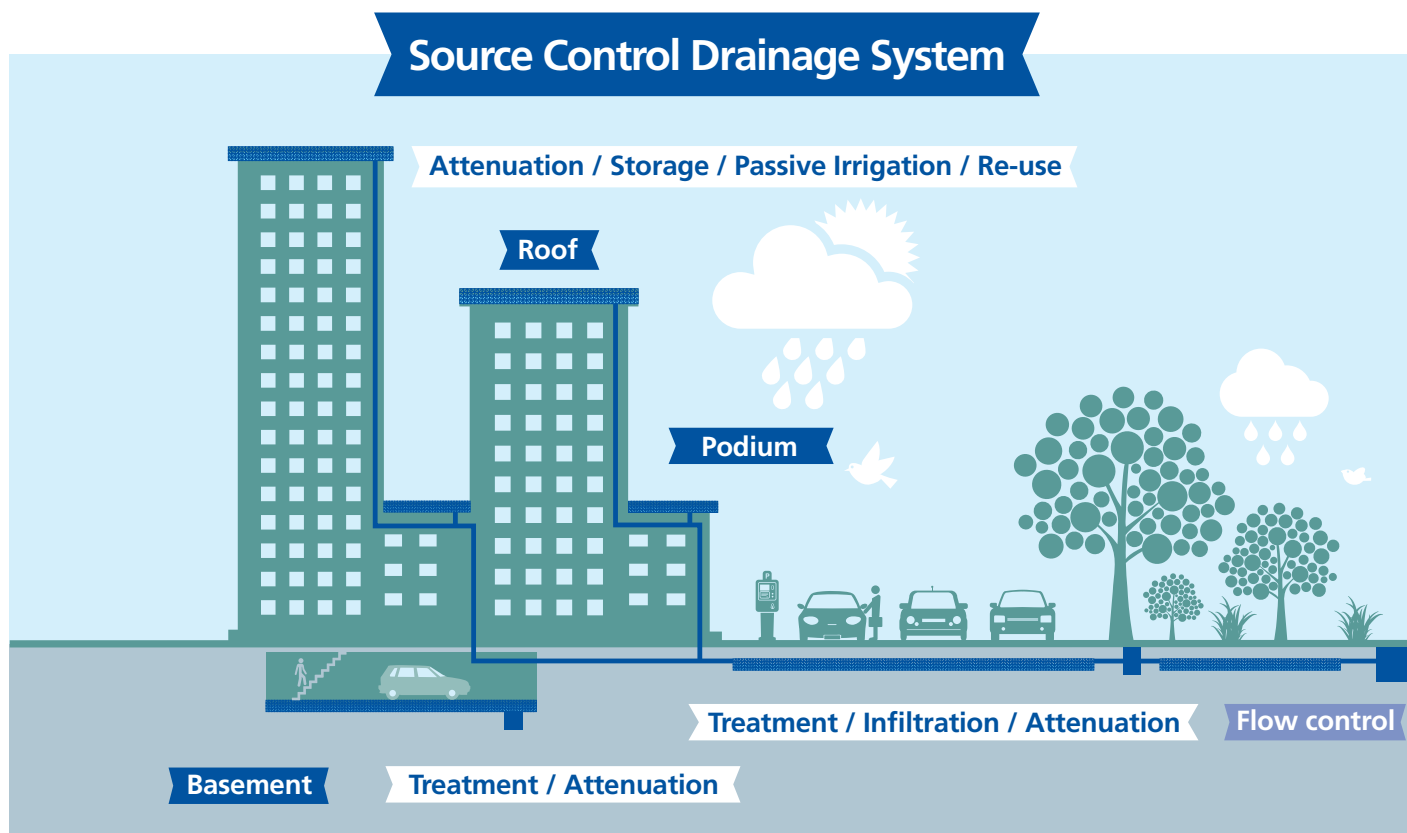 Source Control Drainage System
Attenuation / Storage / Passive Irrigation / Re-use
Roof
Podium
Treatment / Infiltration / Attenuation
Flow control
Basement
Treatment / Attenuation